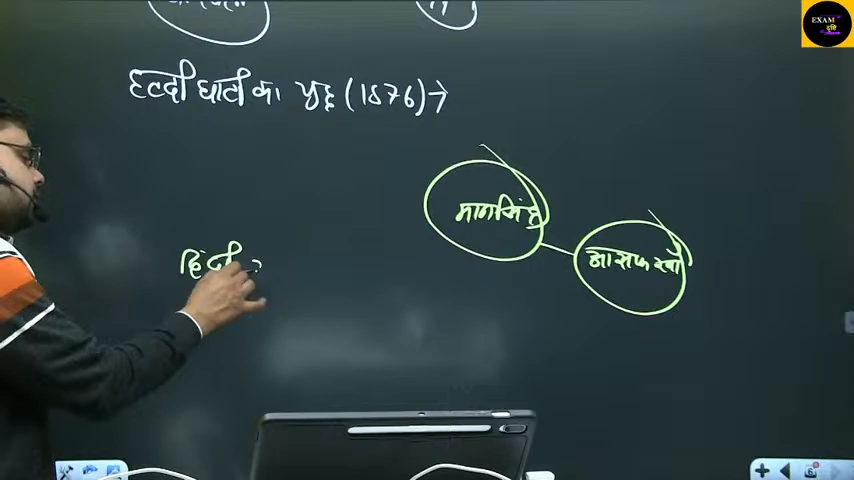 EXAM
हल्दीघाटी का युद्ध (1576) →
मानसिंह
आसफ खाँ
हिंदी